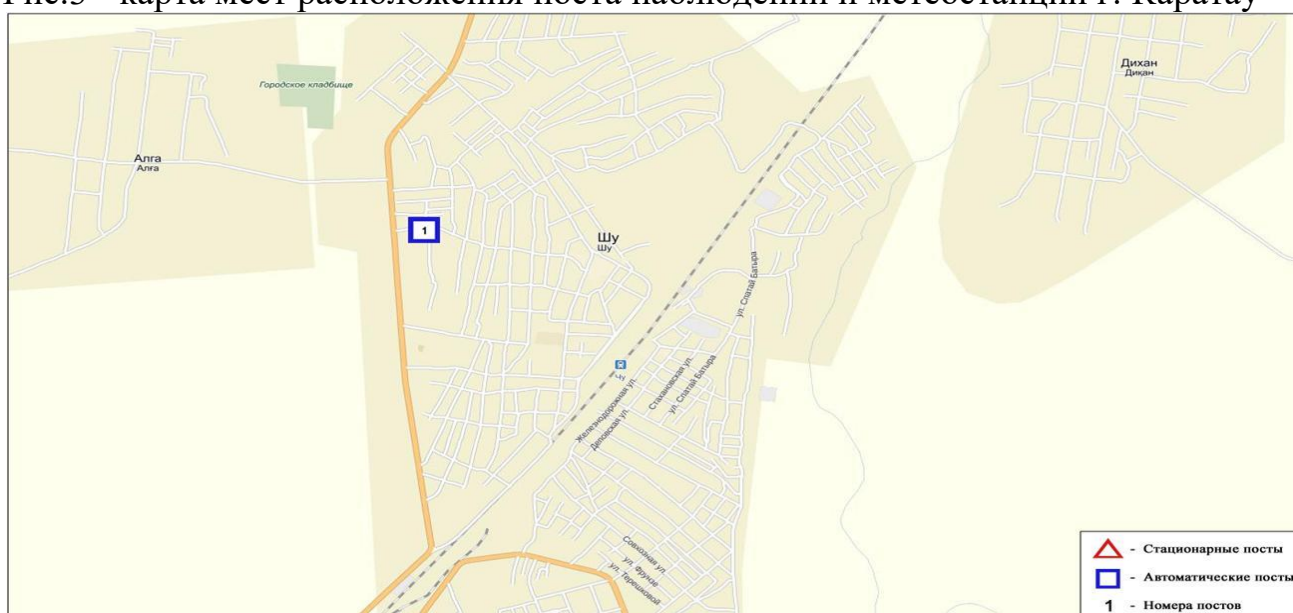 Рис.3 – карта мест расположения поста наблюдений и метеостанции г. Каратау
Дихан
Дихан
Городское кладбище
Алга
Алға
1
Шу
Шу
ул. Спатай Батыра
Чу
Стахановская ул.
ул. Спатай Батыра
Железнодорожная ул.
Деповская ул.
Совхозная ул.
ул. Фрунзе
ул. Терешковой
- Стационарные посты
- Автоматические посты
1 - Номера постов